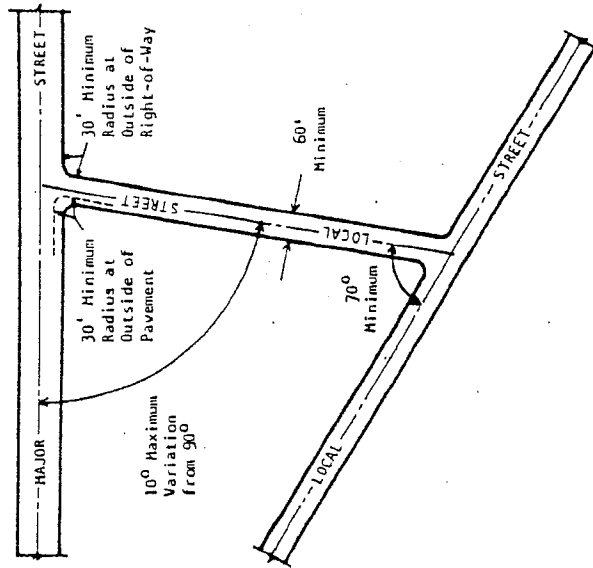 MAJOR
STREET
30' Minimum
Radius at
Outside of
Right-of-Way
30' Minimum
Radius at
Outside of
Pavement
60'
Minimum
LOCAL
STREET
10° Maximum
Variation
from 90°
70°
Minimum
LOCAL
STREET